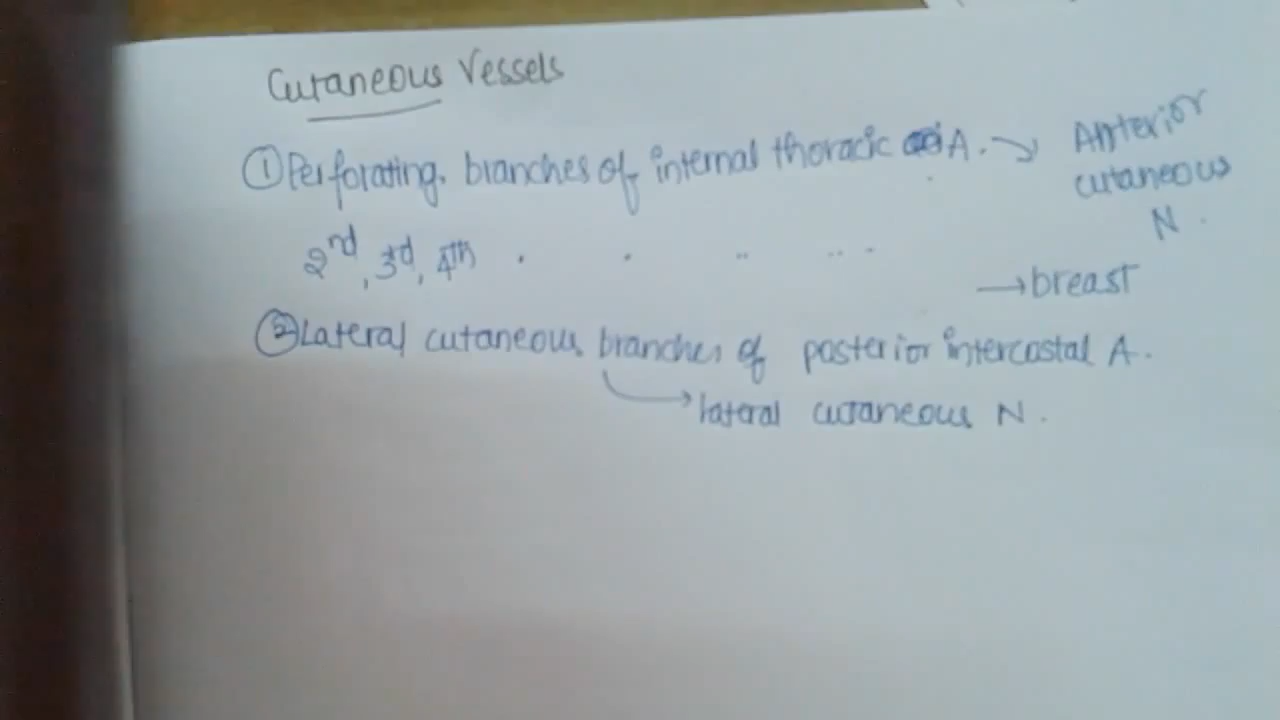 Cutaneous Vessels
① Perforating branches of internal thoracic A. → Anterior
cutaneous
N.
2nd, 3rd, 4th . . .. ... → breast
② Lateral cutaneous branches of posterior intercostal A.
→ lateral cutaneous N.